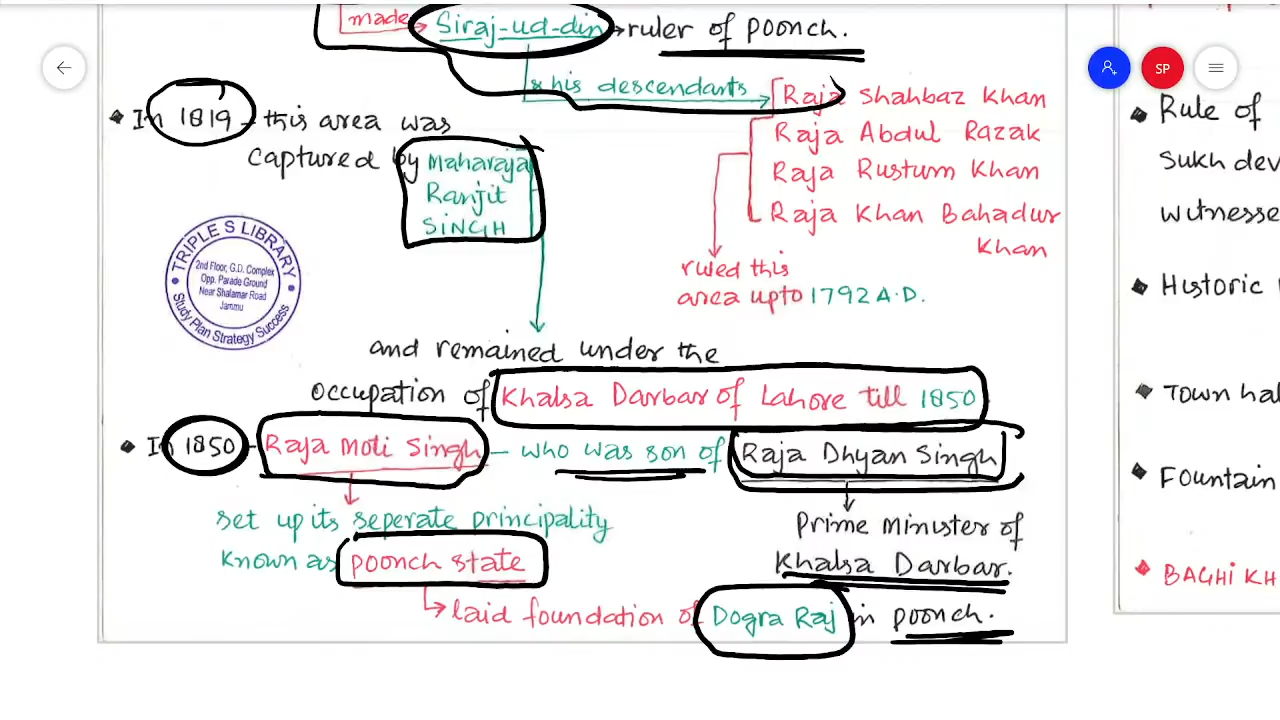 made Siraj-ud-din ruler of poonch.
& his descendants
Raja Shahbaz Khan
Raja Abdul Razak
Raja Rustum Khan
Raja Khan Bahadur
Khan
ruled this
area upto 1792 A.D.
In 1819 - this area was
captured by Maharaja
Ranjit
SiNGH
TRIPLE S LIBRARY
2nd Floor, G.D. Complex
Opp. Parade Ground
Near Shalamar Road
Jammu
Study Plan Strategy Success
and remained under the
occupation of Khalsa Darbar of Lahore till 1850
In 1850 - Raja Moti Singh - who was son of Raja Dhyan Singh
set up its seperate principality
known as poonch state
Prime Minister of
Khalsa Darbar.
laid foundation of Dogra Raj in poonch.
SP
Rule of
Sukh dev
witnesse
Historic
Town hal
Fountain
BAGHI KH